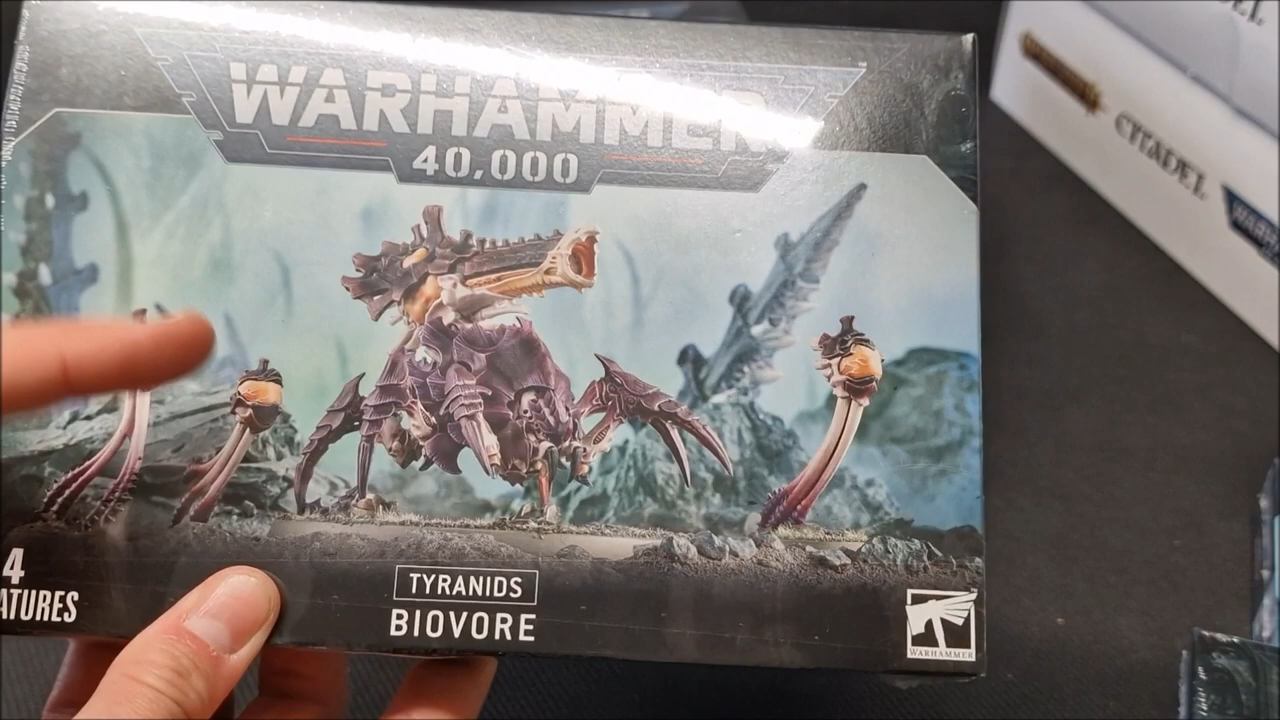 WARHAMMER
40,000
4
ATURES
TYRANIDS
BIOVORE
WARHAMMER
CITADEL